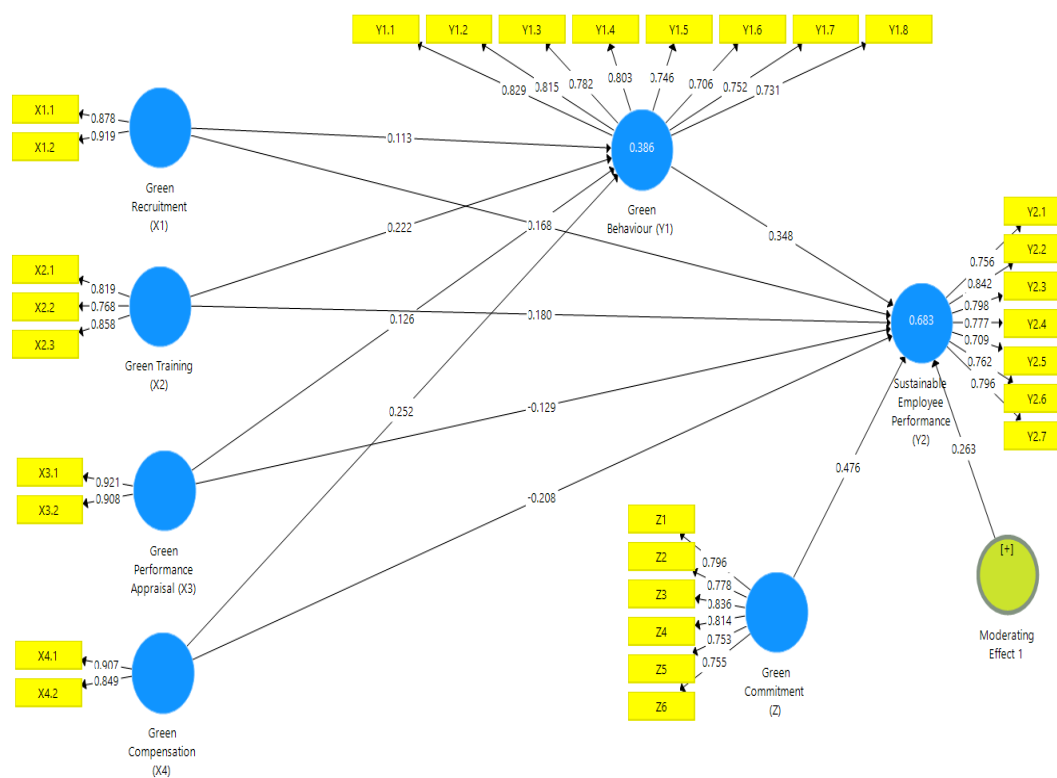 Y1.1
Y1.2
Y1.3
Y1.4
Y1.5
Y1.6
Y1.7
Y1.8
0.829
0.815
0.782
0.803
0.746
0.706
0.752
0.731
X1.1
X1.2
0.878
0.919
Green
Recruitment
(X1)
0.113
0.386
Green
Behaviour (Y1)
0.168
0.222
0.348
X2.1
X2.2
X2.3
0.819
0.768
0.858
Green Training
(X2)
0.126
0.180
0.252
-0.129
-0.208
0.683
Sustainable
Employee
Performance
(Y2)
0.756
0.842
0.798
0.777
0.709
0.762
0.796
Y2.1
Y2.2
Y2.3
Y2.4
Y2.5
Y2.6
Y2.7
X3.1
X3.2
0.921
0.908
Green
Performance
Appraisal (X3)
0.476
0.263
Z1
Z2
Z3
Z4
Z5
Z6
0.796
0.778
0.836
0.814
0.753
0.755
Green
Commitment
(Z)
[+]
Moderating
Effect 1
X4.1
X4.2
0.907
0.849
Green
Compensation
(X4)